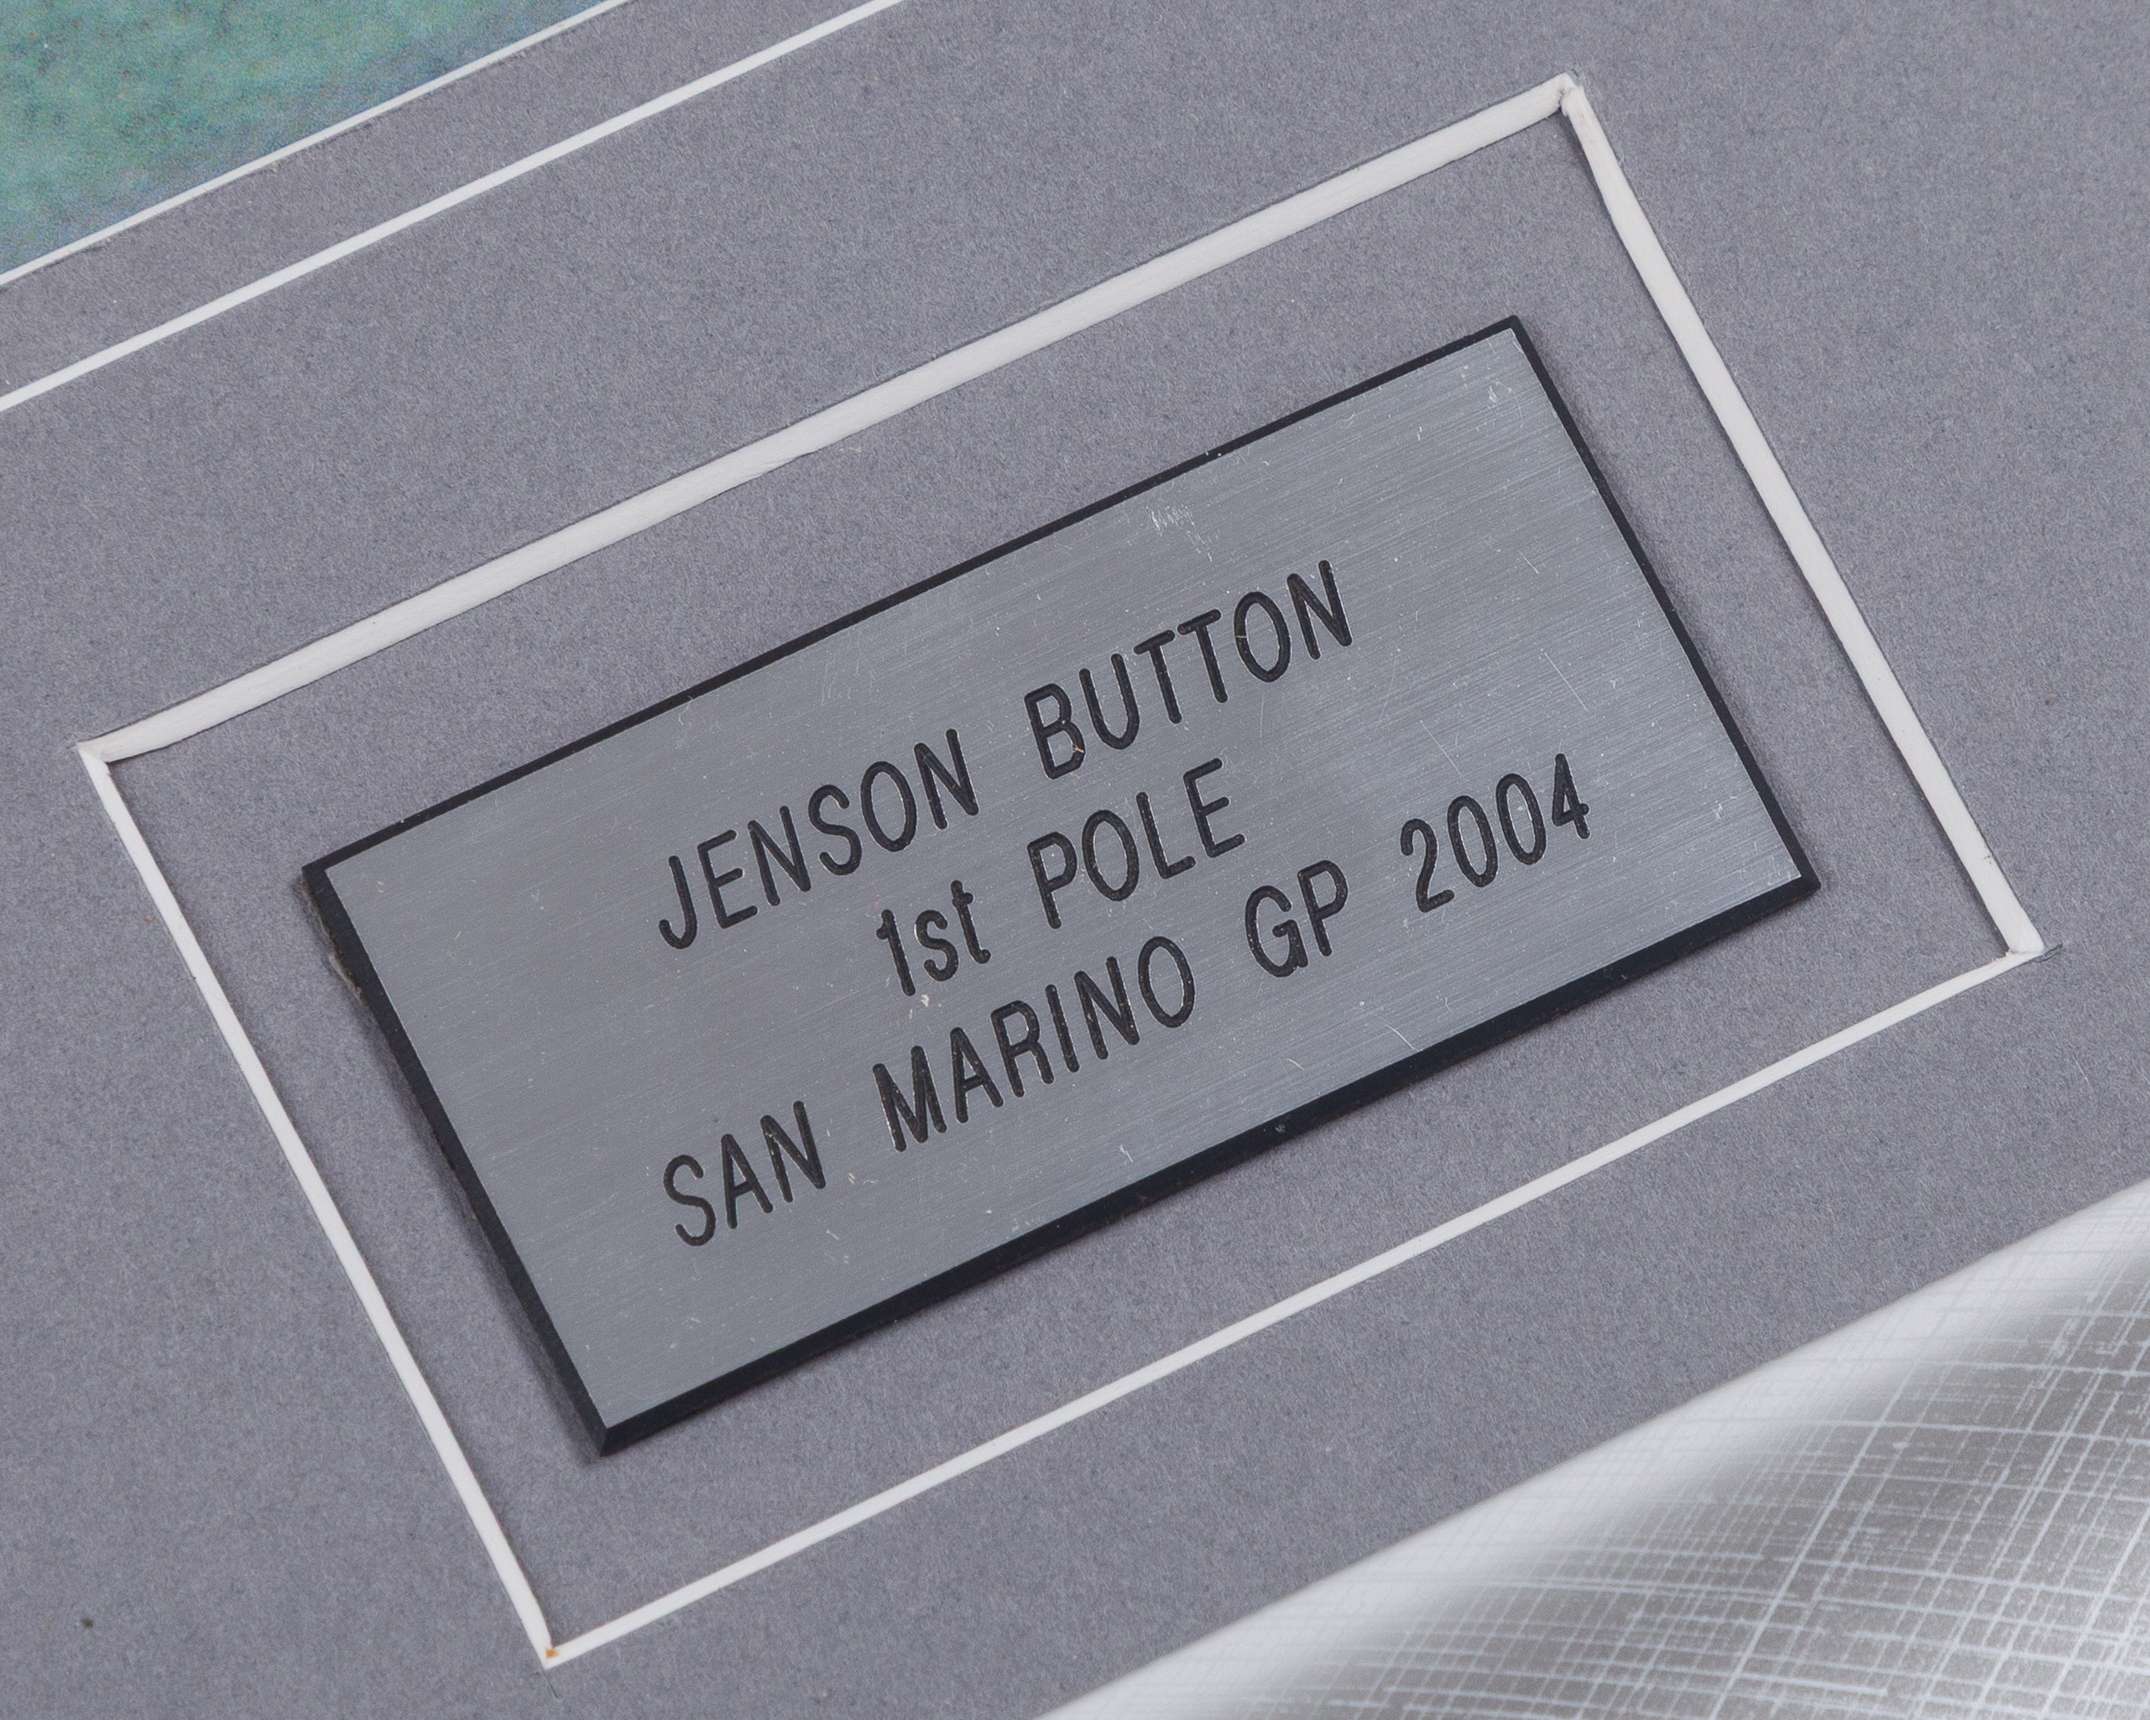 JENSON BUTTON
1st POLE
SAN MARINO GP 2004